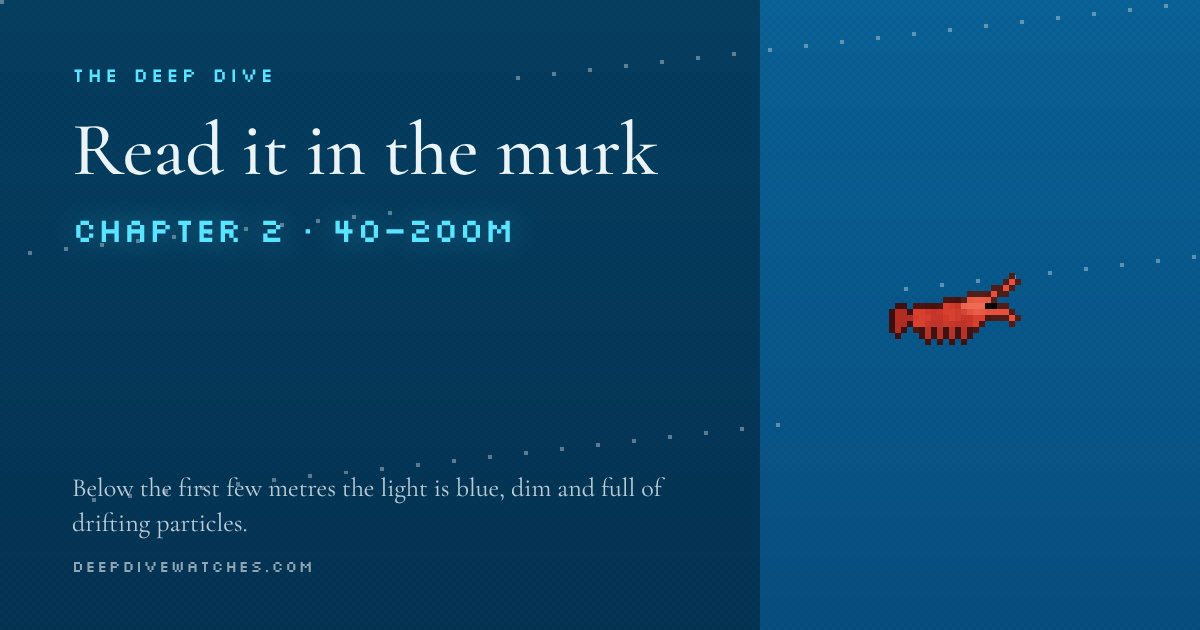 THE DEEP DIVE
Read it in the murk
CHAPTER 2 · 40–200M
Below the first few metres the light is blue, dim and full of
drifting particles.
DEEPDIVEWATCHES.COM